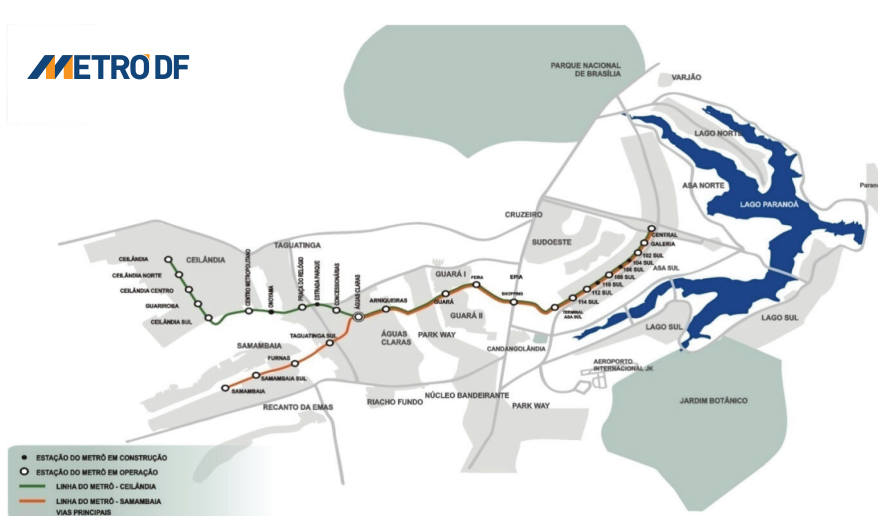 METRÔ DF
PARQUE NACIONAL
DE BRASÍLIA
VARJÃO
LAGO NORTE
ASA NORTE
LAGO PARANOÁ
CRUZEIRO
SUDOESTE
CENTRAL
GALERIA
102 SUL
104 SUL
106 SUL
108 SUL
110 SUL
112 SUL
114 SUL
TERMINAL
ASA SUL
ASA SUL
TAGUATINGA
CEILÂNDIA
CEILÂNDIA
CEILÂNDIA NORTE
CEILÂNDIA CENTRO
GUARIROBA
CEILÂNDIA SUL
CENTRO METROPOLITANO
ONOYAMA
PRAÇA DO RELÓGIO
ESTRADA PARQUE
CONCESSIONÁRIAS
ÁGUAS CLARAS
ARNIQUEIRAS
GUARÁ I
GUARÁ
FEIRA
EPIA
SHOPPING
GUARÁ II
TAGUATINGA SUL
ÁGUAS
CLARAS
PARK WAY
CANDANGOLÂNDIA
LAGO SUL
LAGO SUL
SAMAMBAIA
FURNAS
SAMAMBAIA SUL
SAMAMBAIA
AEROPORTO
INTERNACIONAL JK
RECANTO DA EMAS
RIACHO FUNDO
NÚCLEO BANDEIRANTE
PARK WAY
JARDIM BOTÂNICO
ESTAÇÃO DO METRÔ EM CONSTRUÇÃO
ESTAÇÃO DO METRÔ EM OPERAÇÃO
LINHA DO METRÔ - CEILÂNDIA
LINHA DO METRÔ - SAMAMBAIA
VIAS PRINCIPAIS